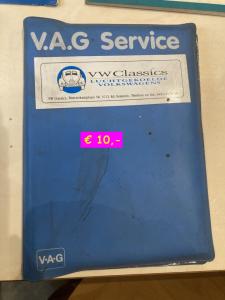 V.A.G Service
VW Classics
LUCHTGEKOELDE
VOLKSWAGENS
€ 10,-
V·A·G